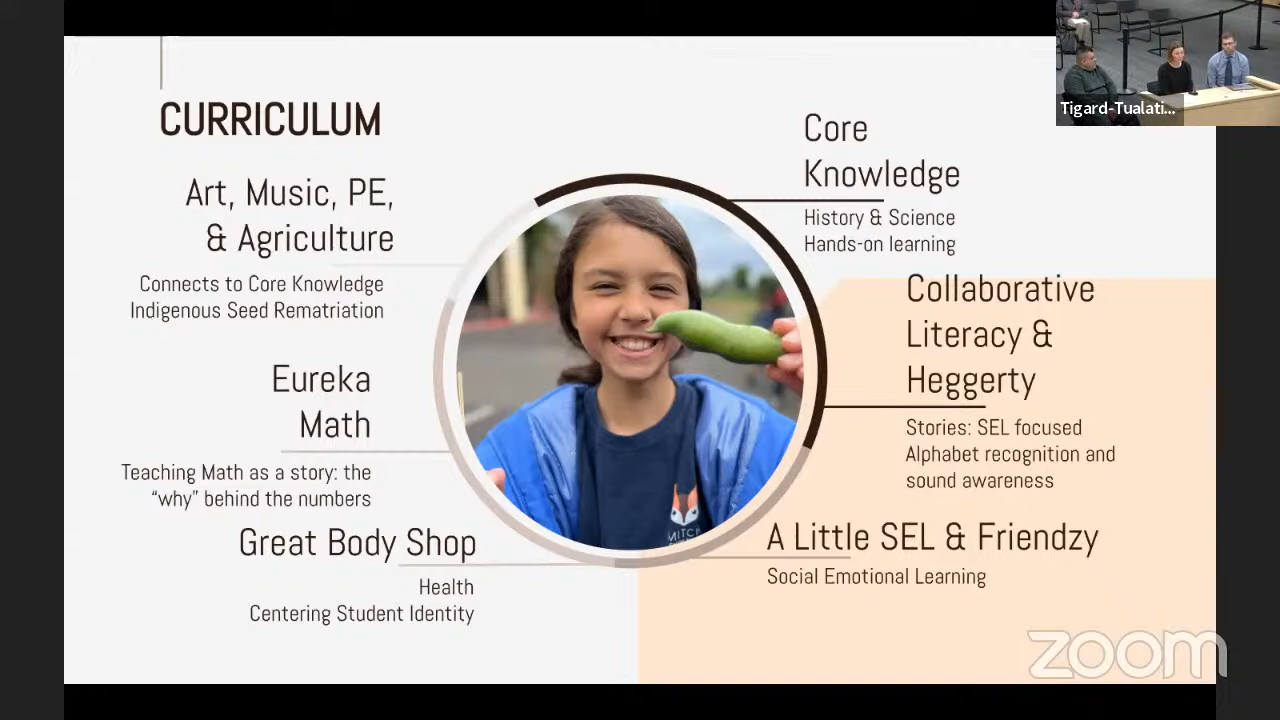 Tigard-Tualati...
CURRICULUM
Art, Music, PE,
& Agriculture
Connects to Core Knowledge
Indigenous Seed Rematriation
Eureka
Math
Teaching Math as a story: the
“why” behind the numbers
Great Body Shop
Health
Centering Student Identity
Core
Knowledge
History & Science
Hands-on learning
Collaborative
Literacy &
Heggerty
Stories: SEL focused
Alphabet recognition and
sound awareness
A Little SEL & Friendzy
Social Emotional Learning
zoom